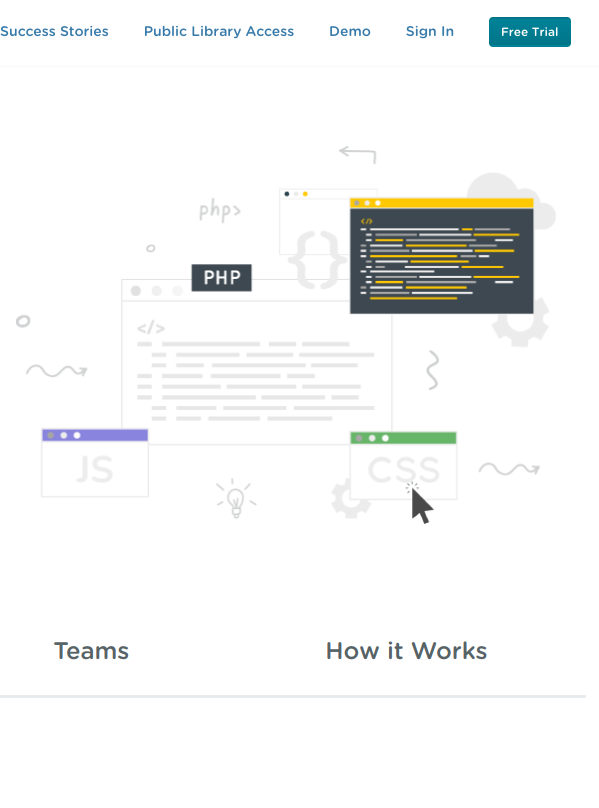 Success Stories Public Library Access Demo Sign In Free Trial
php>
{}
</>
PHP
</>
JS
CSS
Teams How it Works